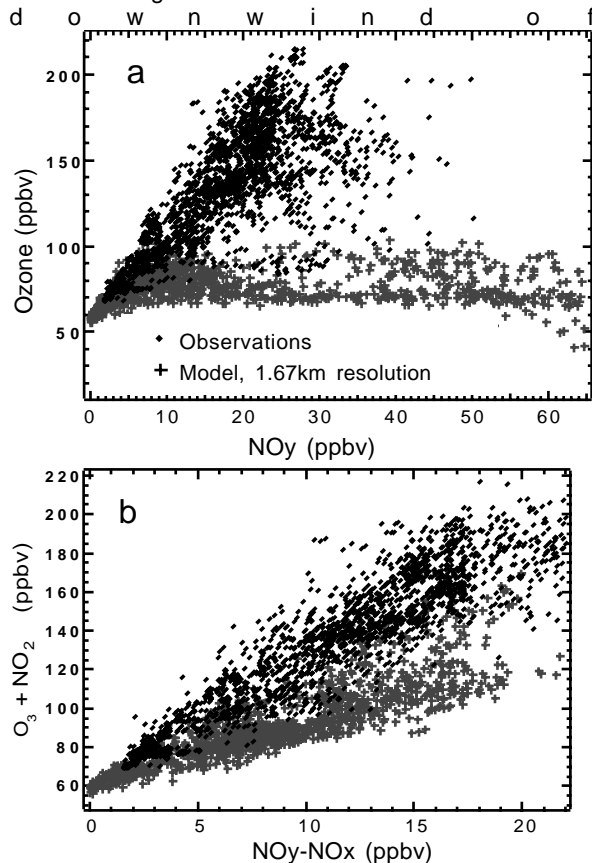 d o w n w i n d o f
a
200
150
100
50
Ozone (ppbv)
Observations
Model, 1.67km resolution
0 10 20 30 40 50 60
NOy (ppbv)
b
220
200
180
160
140
120
100
80
60
O3 + NO2 (ppbv)
0 5 10 15 20
NOy-NOx (ppbv)